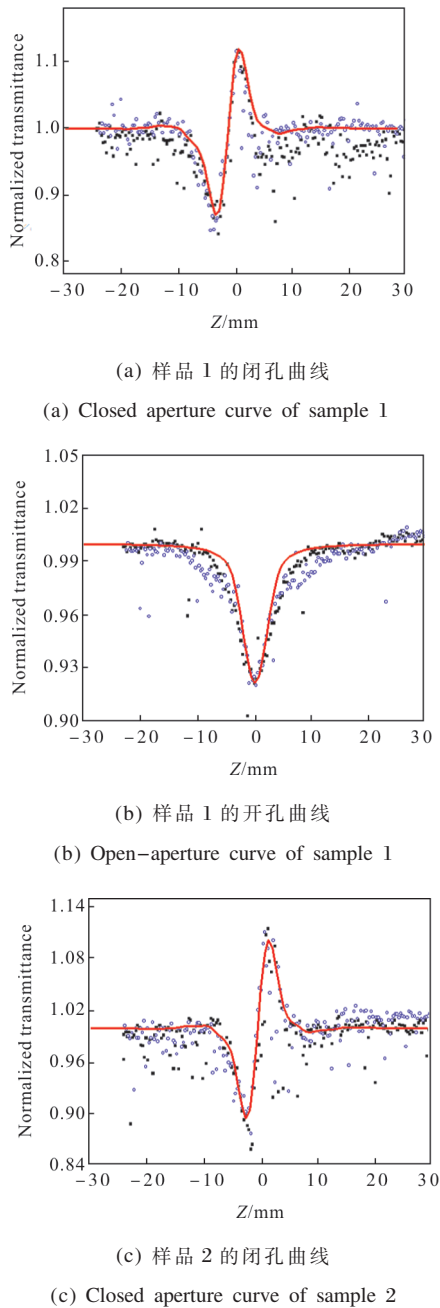 1.1
1.0
0.9
0.8
Normalized transmittance
-30 -20 -10 0 10 20 30
Z/mm
(a) 样品 1 的闭孔曲线
(a) Closed aperture curve of sample 1
1.05
1.02
0.99
0.96
0.93
0.90
Normalized transmittance
-30 -20 -10 0 10 20 30
Z/mm
(b) 样品 1 的开孔曲线
(b) Open-aperture curve of sample 1
1.14
1.08
1.02
0.96
0.90
0.84
Normalized transmittance
-30 -20 -10 0 10 20 30
Z/mm
(c) 样品 2 的闭孔曲线
(c) Closed aperture curve of sample 2